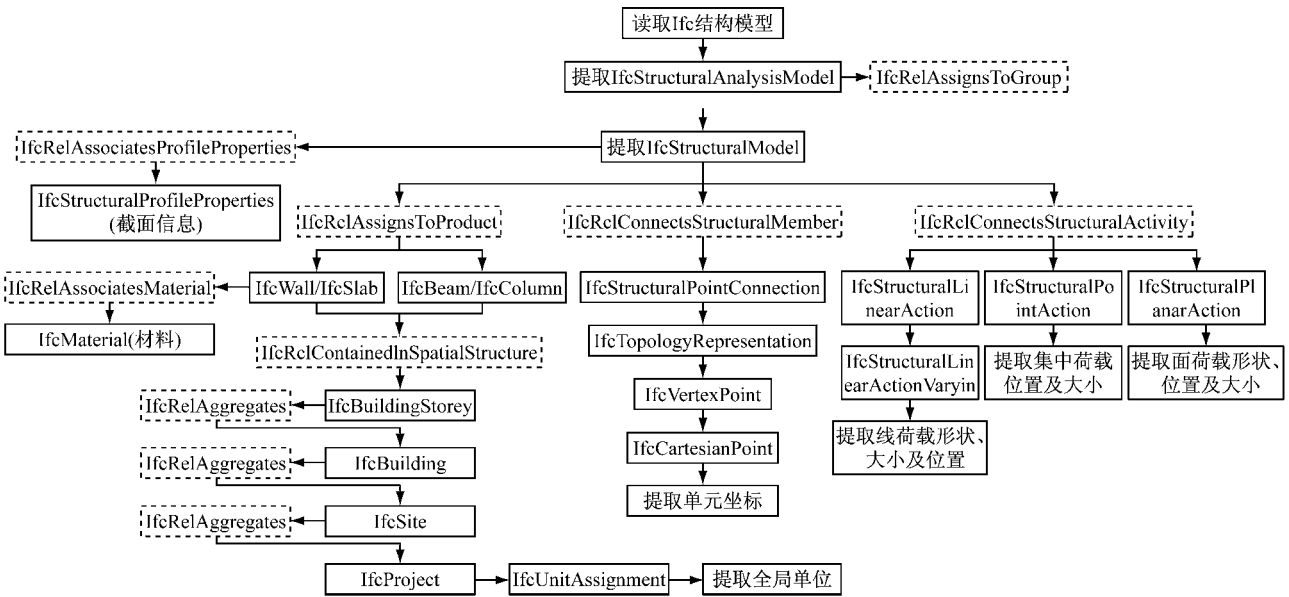 读取Ifc结构模型
提取IfcStructuralAnalysisModel
IfcRelAssignsToGroup
IfcRelAssociatesProfileProperties
提取IfcStructuralModel
IfcStructuralProfileProperties
(截面信息)
IfcRclAssignsToProduct
IfcRclConnectsStructuralMember
IfcRclConnectsStructuralActivity
IfcRelAssociatesMaterial
IfcWall/IfcSlab
IfcBeam/IfcColumn
IfcStructuralPointConnection
IfcStructuralLi
nearAction
IfcStructuralPo
intAction
IfcStructuralPl
anarAction
IfcMaterial(材料)
IfcRclContainedInSpatialStructure
IfcTopologyRepresentation
IfcStructuralLin
earActionVaryin
提取集中荷载
位置及大小
提取面荷载形状、
位置及大小
IfcRelAggregates
IfcBuildingStorey
IfcVertexPoint
提取线荷载形状、
大小及位置
IfcRelAggregates
IfcBuilding
IfcCartesianPoint
提取单元坐标
IfcRelAggregates
IfcSite
IfcProject
IfcUnitAssignment
提取全局单位